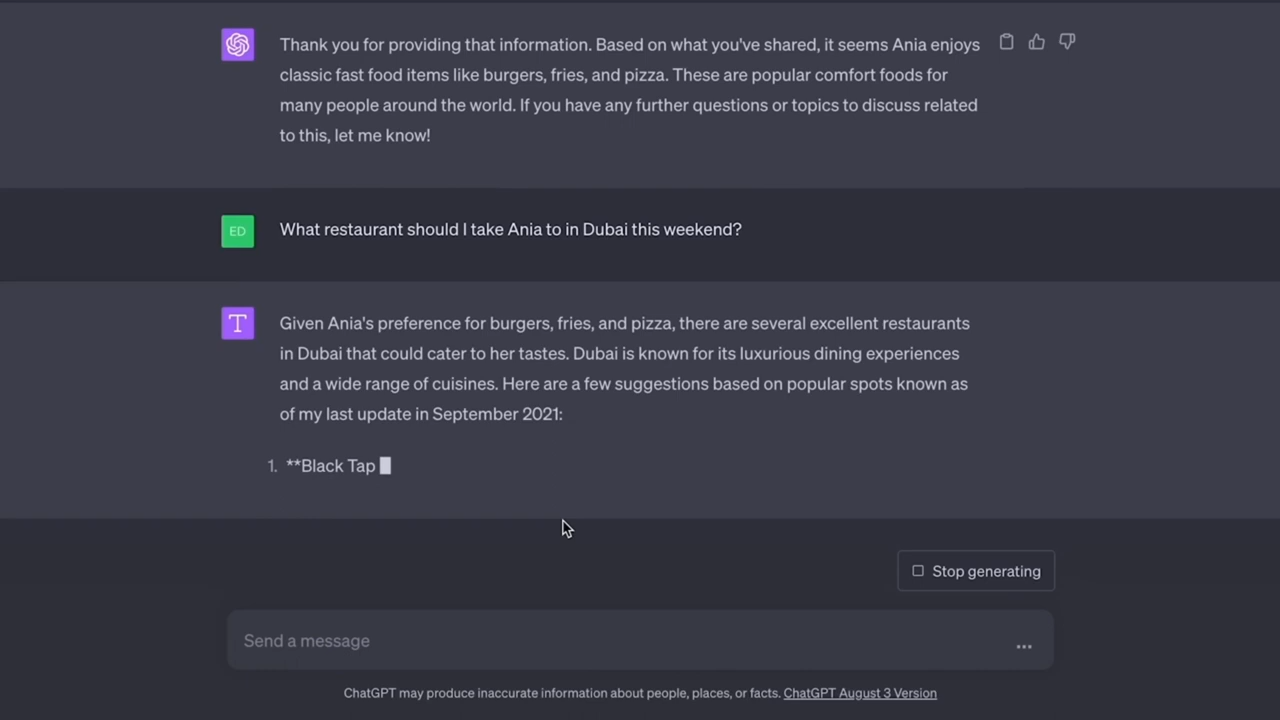 Thank you for providing that information. Based on what you've shared, it seems Ania enjoys
classic fast food items like burgers, fries, and pizza. These are popular comfort foods for
many people around the world. If you have any further questions or topics to discuss related
to this, let me know!
ED
What restaurant should I take Ania to in Dubai this weekend?
T
Given Ania's preference for burgers, fries, and pizza, there are several excellent restaurants
in Dubai that could cater to her tastes. Dubai is known for its luxurious dining experiences
and a wide range of cuisines. Here are a few suggestions based on popular spots known as
of my last update in September 2021:
1. **Black Tap
Stop generating
Send a message
...
ChatGPT may produce inaccurate information about people, places, or facts. ChatGPT August 3 Version